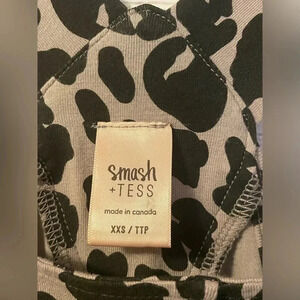 smash
+TESS
made in canada
XXS / TTP